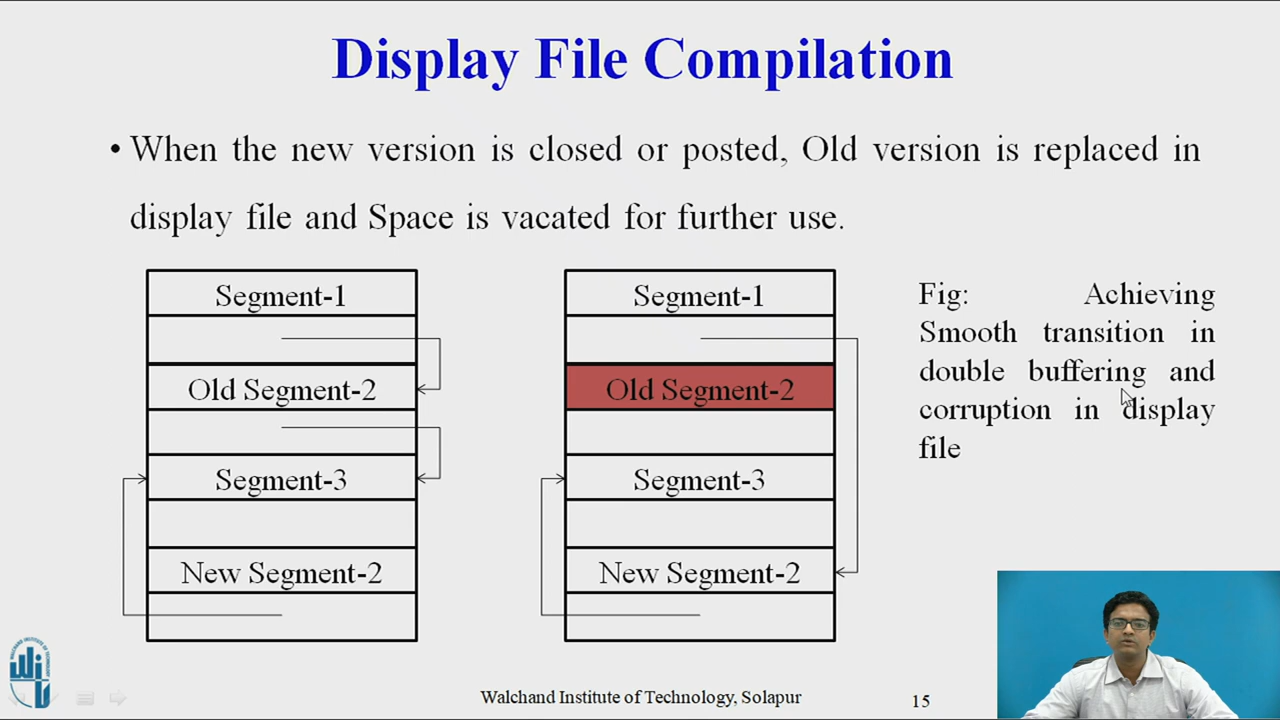 Display File Compilation
• When the new version is closed or posted, Old version is replaced in
display file and Space is vacated for further use.
Segment-1
Old Segment-2
Segment-3
New Segment-2
Segment-1
Old Segment-2
Segment-3
New Segment-2
Fig: Achieving
Smooth transition in
double buffering and
corruption in display
file
Walchand Institute of Technology, Solapur
15